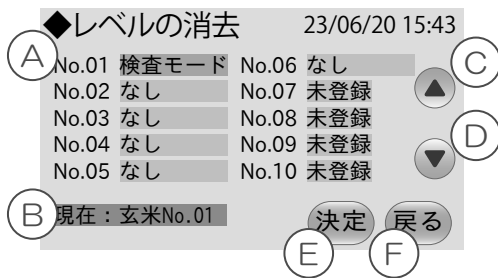 ◆レベルの消去 23/06/20 15:43
A
No.01 検査モード No.06 なし
C
No.02 なし No.07 未登録
▲
No.03 なし No.08 未登録
No.04 なし No.09 未登録
D
No.05 なし No.10 未登録
▼
B
現在：玄米No.01
決定 戻る
E F